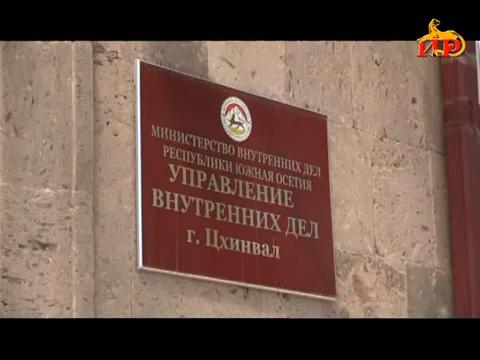 ИР
МИНИСТЕРСТВО ВНУТРЕННИХ ДЕЛ
РЕСПУБЛИКИ ЮЖНАЯ ОСЕТИЯ
УПРАВЛЕНИЕ
ВНУТРЕННИХ ДЕЛ
г. Цхинвал